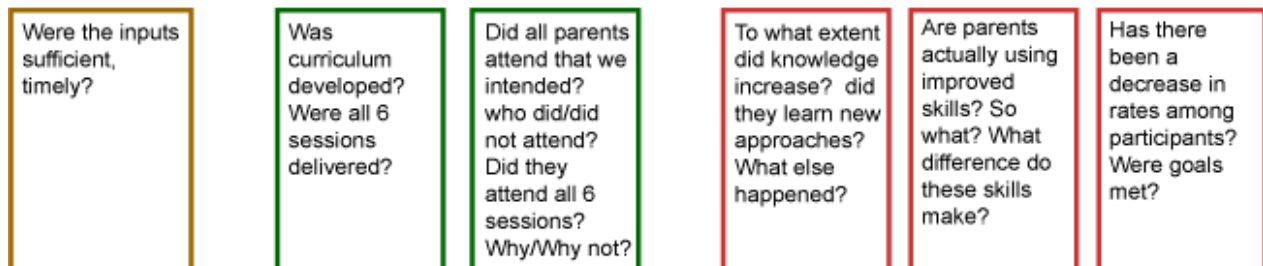 Were the inputs
sufficient,
timely?
Was
curriculum
developed?
Were all 6
sessions
delivered?
Did all parents
attend that we
intended?
who did/did
not attend?
Did they
attend all 6
sessions?
Why/Why not?
To what extent
did knowledge
increase?  did
they learn new
approaches?
What else
happened?
Are parents
actually using
improved
skills? So
what? What
difference do
these skills
make?
Has there
been a
decrease in
rates among
participants?
Were goals
met?